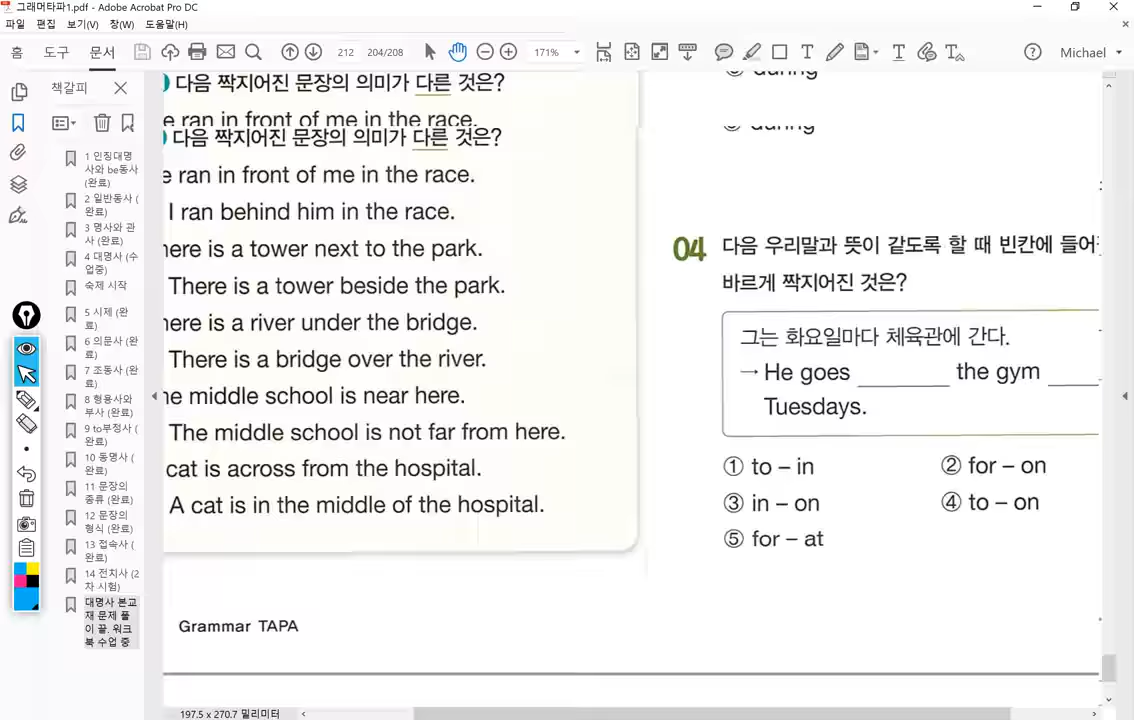 그래머타파1.pdf - Adobe Acrobat Pro DC
파일 편집 보기(V) 창(W) 도움말(H)
홈 도구 문서 212 204/208 171% Michael
책갈피
1 인칭대명
사와 be동사
(완료)
2 일반동사 (
완료)
3 명사와 관
사 (완료)
4 대명사 (수
업중)
숙제 시작
5 시제 (완
료)
6 의문사 (완
료)
7 조동사 (완
료)
8 형용사와
부사 (완료)
9 to부정사 (
완료)
10 동명사 (
완료)
11 문장의
종류 (완료)
12 문장의
형식 (완료)
13 접속사 (
완료)
14 전치사 (2
차 시험)
대명사 본교
재 문제 풀
이 끝. 워크
북 수업 중
다음 짝지어진 문장의 의미가 다른 것은?
e ran in front of me in the race.
다음 짝지어진 문장의 의미가 다른 것은?
e ran in front of me in the race.
I ran behind him in the race.
here is a tower next to the park.
There is a tower beside the park.
here is a river under the bridge.
There is a bridge over the river.
he middle school is near here.
The middle school is not far from here.
cat is across from the hospital.
A cat is in the middle of the hospital.
Grammar TAPA
⑤ during
⑤ during
04 다음 우리말과 뜻이 같도록 할 때 빈칸에 들어
바르게 짝지어진 것은?
그는 화요일마다 체육관에 간다.
→ He goes ________ the gym ____
Tuesdays.
① to – in ② for – on
③ in – on ④ to – on
⑤ for – at
197.5 x 270.7 밀리미터